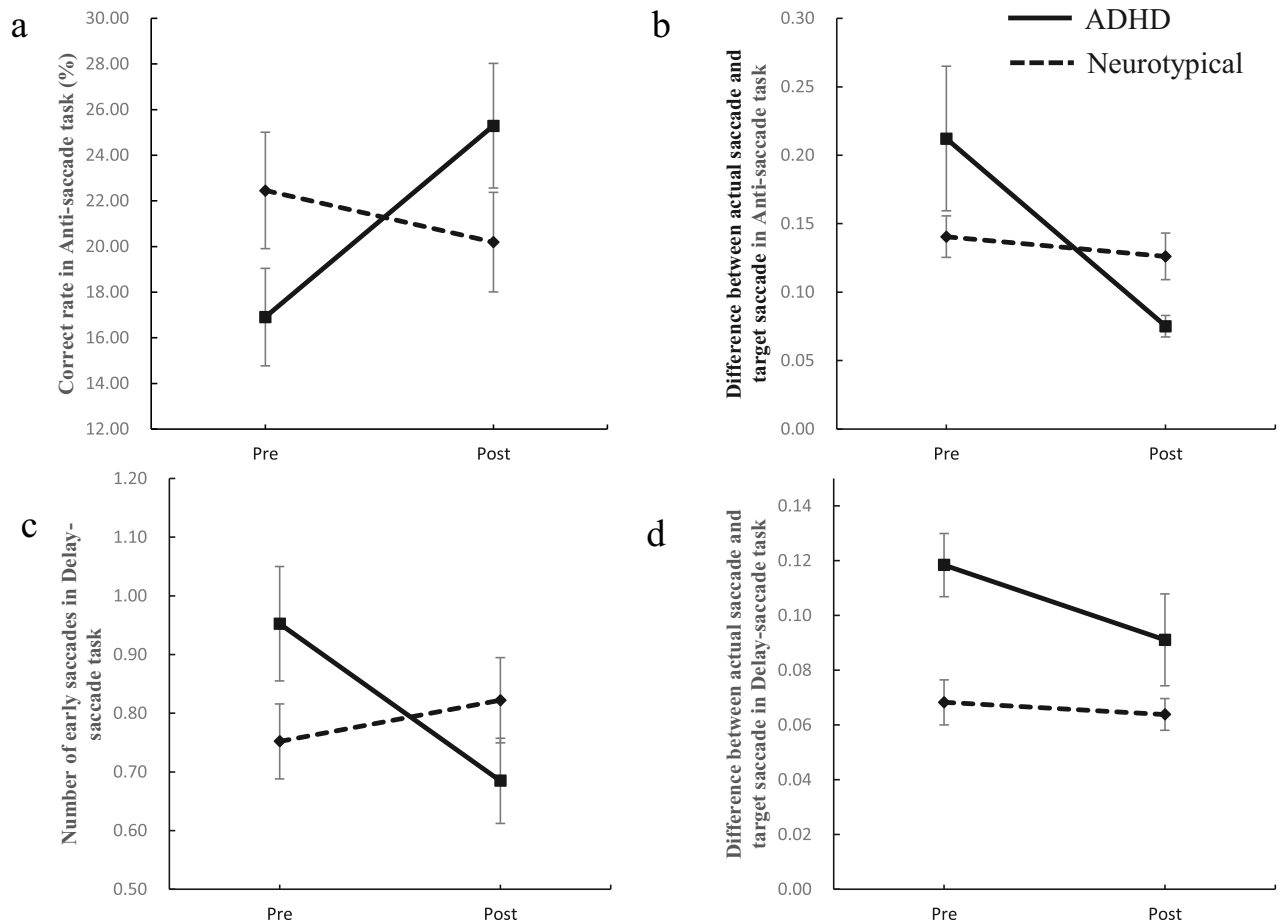 a
30.00
28.00
26.00
24.00
22.00
20.00
18.00
16.00
14.00
12.00
Correct rate in Anti-saccade task (%)
Pre
Post
b
0.30
0.25
0.20
0.15
0.10
0.05
0.00
Difference between actual saccade and
target saccade in Anti-saccade task
Pre
Post
ADHD
Neurotypical
c
1.20
1.10
1.00
0.90
0.80
0.70
0.60
0.50
Number of early saccades in Delay-
saccade task
Pre
Post
d
0.14
0.12
0.10
0.08
0.06
0.04
0.02
0.00
Difference between actual saccade and
target saccade in Delay-saccade task
Pre
Post